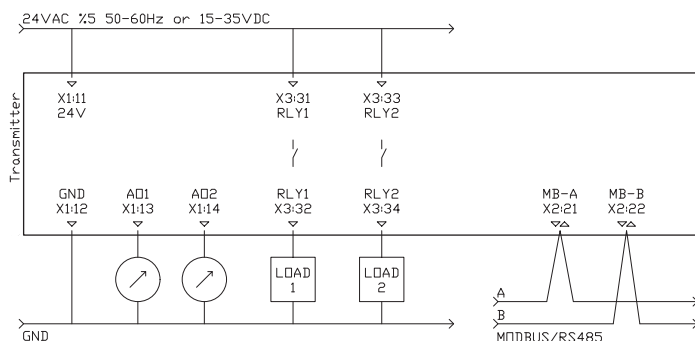 24VAC %5 50-60Hz or 15-35VDC
Transmitter
X1:11 X3:31 X3:33
24V RLY1 RLY2
GND AO1 AO2 RLY1 RLY2 MB-A MB-B
X1:12 X1:13 X1:14 X3:32 X3:34 X2:21 X2:22
LOAD LOAD
1 2
A
B
GND MODBUS/RS485